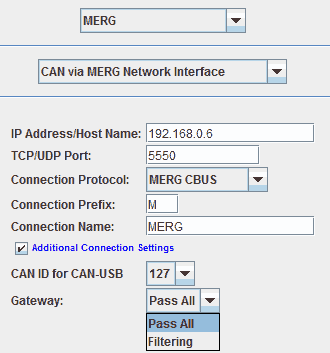 MERG
CAN via MERG Network Interface
IP Address/Host Name: 192.168.0.6
TCP/UDP Port: 5550
Connection Protocol: MERG CBUS
Connection Prefix: M
Connection Name: MERG
Additional Connection Settings
CAN ID for CAN-USB 127
Gateway: Pass All
Pass All
Filtering